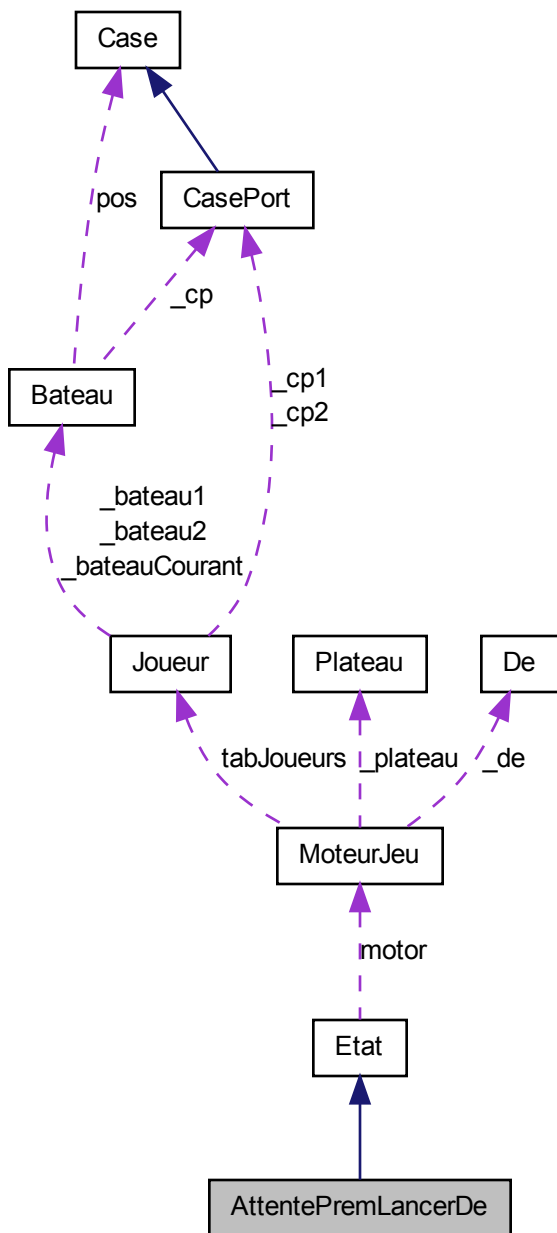 Case
CasePort
pos
_cp
_cp1
_cp2
Bateau
_bateau1
_bateau2
_bateauCourant
Joueur
Plateau
De
tabJoueurs
_plateau
_de
MoteurJeu
motor
Etat
AttentePremLancerDe